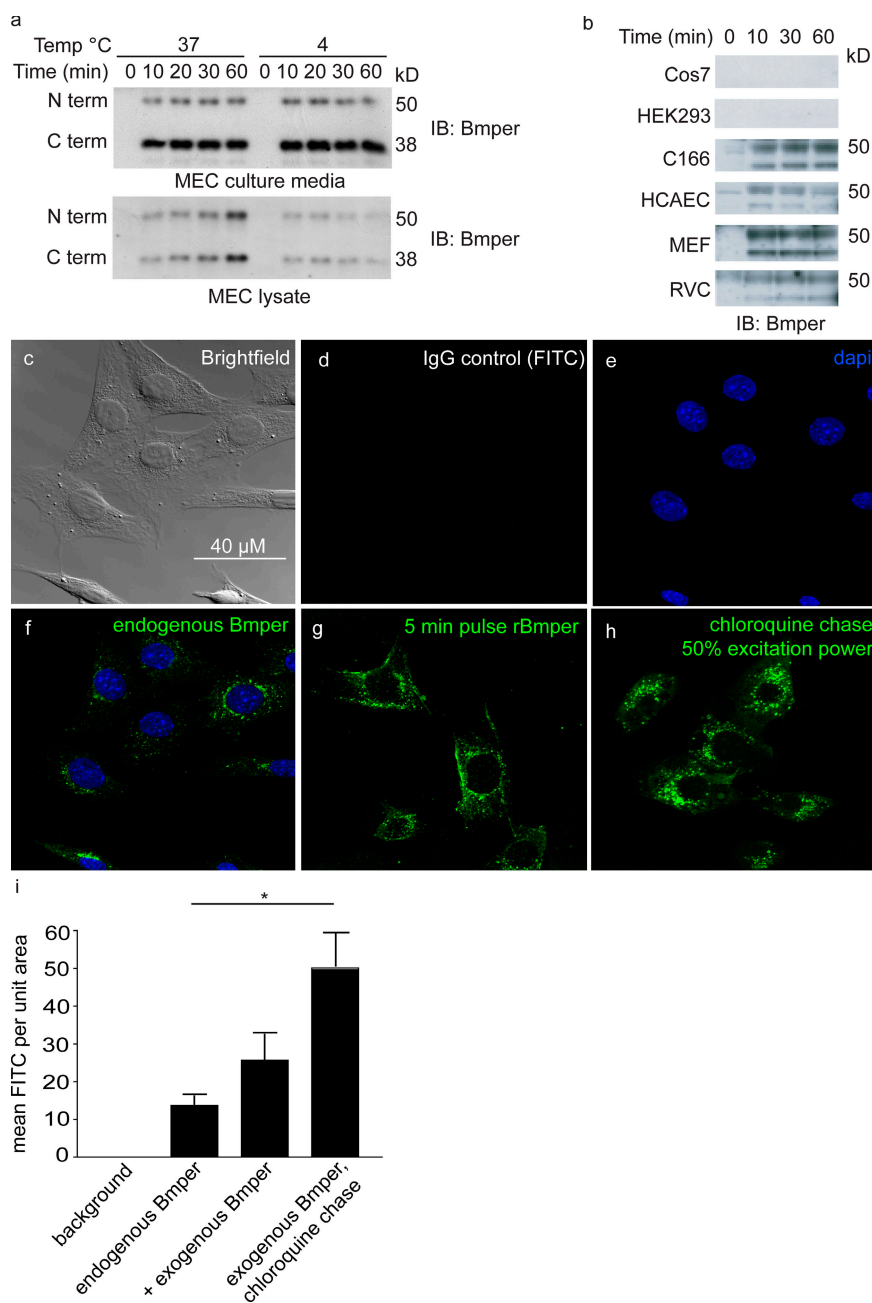 a
Temp °C 37 4
Time (min) 0 10 20 30 60 0 10 20 30 60 kD
N term 50
C term 38
IB: Bmper
MEC culture media
N term 50
C term 38
IB: Bmper
MEC lysate
b
Time (min) 0 10 30 60
kD
Cos7
HEK293
C166 50
HCAEC 50
MEF 50
RVC 50
IB: Bmper
c Brightfield
40 µM
d IgG control (FITC)
e dapi
f endogenous Bmper
g 5 min pulse rBmper
h chloroquine chase
50% excitation power
i
*
mean FITC per unit area
60
50
40
30
20
10
0
background
endogenous Bmper
+ exogenous Bmper
exogenous Bmper,
chloroquine chase